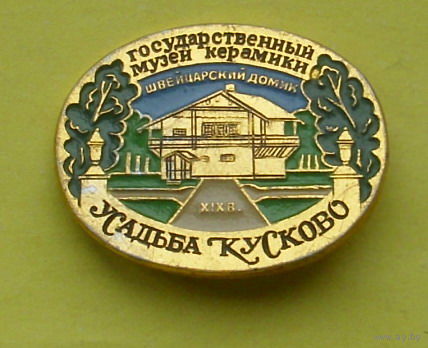 государственный
музей керамики
ШВЕЙЦАРСКИЙ ДОМИК
XIX В.
УСАДЬБА КУСКОВО